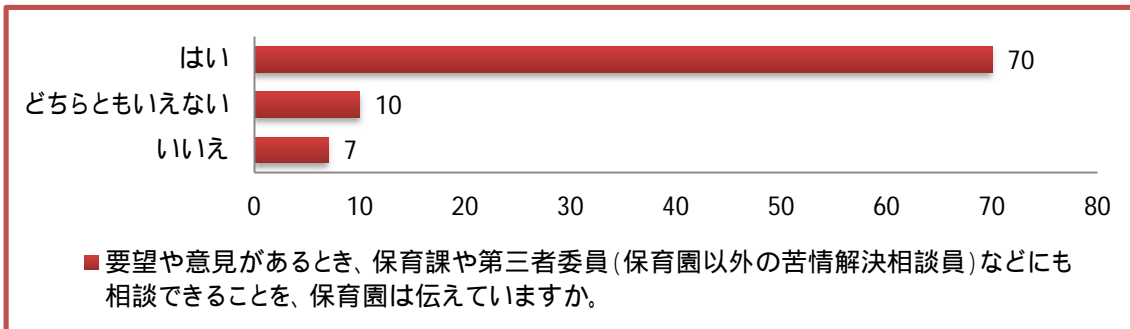 はい 70
どちらともいえない 10
いいえ 7
0 10 20 30 40 50 60 70 80
要望や意見があるとき、保育課や第三者委員(保育園以外の苦情解決相談員)などにも
相談できることを、保育園は伝えていますか。